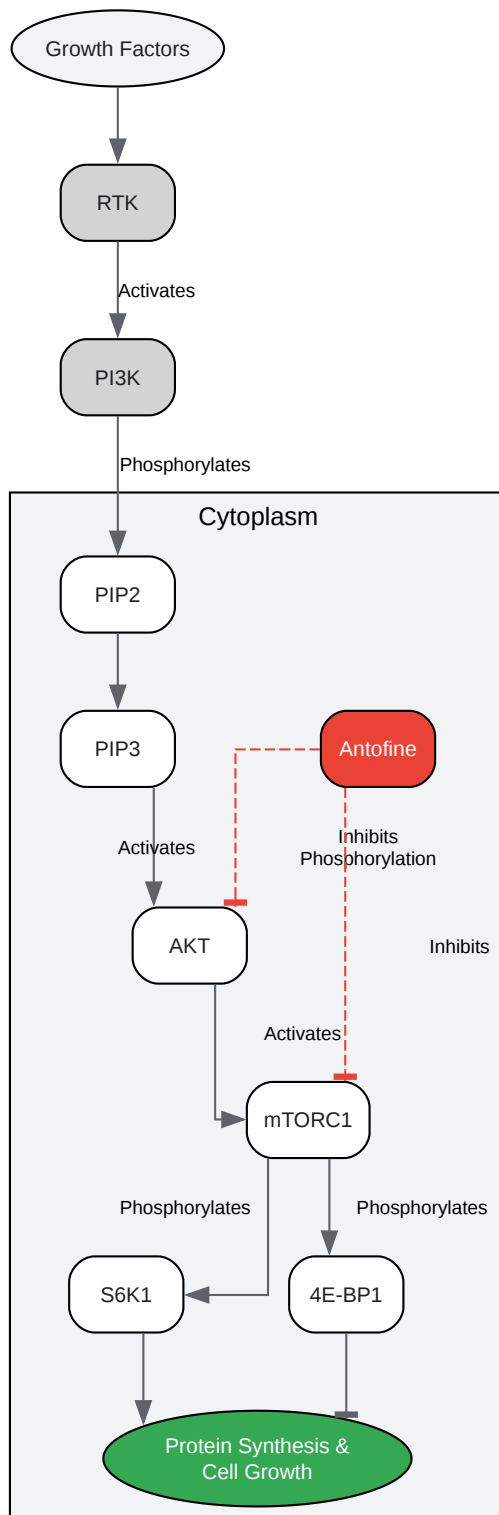 Growth Factors
RTK
Activates
PI3K
Phosphorylates
Cytoplasm
PIP2
PIP3
Antofine
Activates
Inhibits
Phosphorylation
AKT
Inhibits
Activates
mTORC1
Phosphorylates
Phosphorylates
S6K1
4E-BP1
Protein Synthesis &
Cell Growth